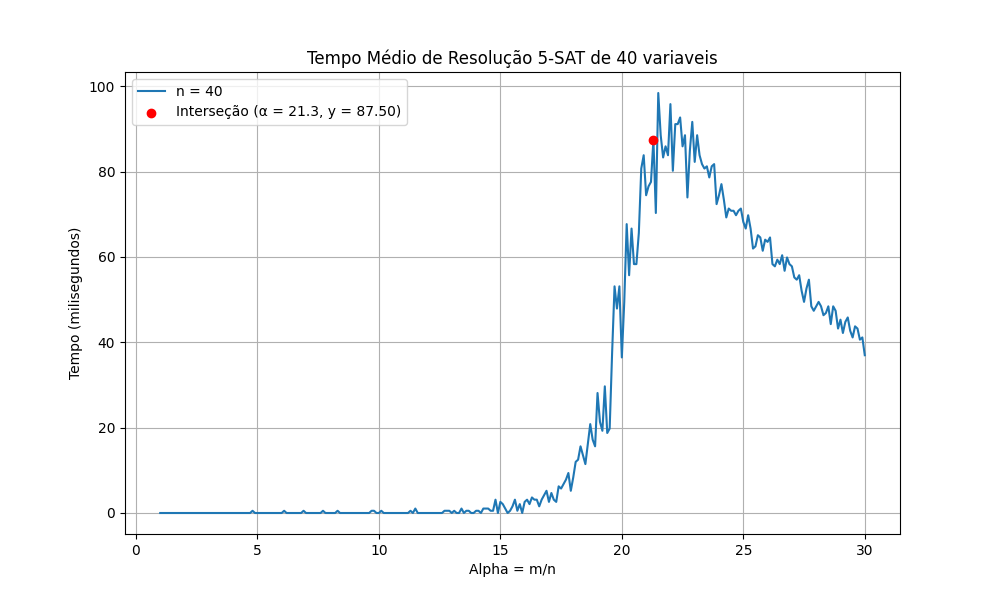 Tempo Médio de Resolução 5-SAT de 40 variaveis
n = 40
Interseção (α = 21.3, y = 87.50)
Tempo (milisegundos)
100
80
60
40
20
0
0 5 10 15 20 25 30
Alpha = m/n